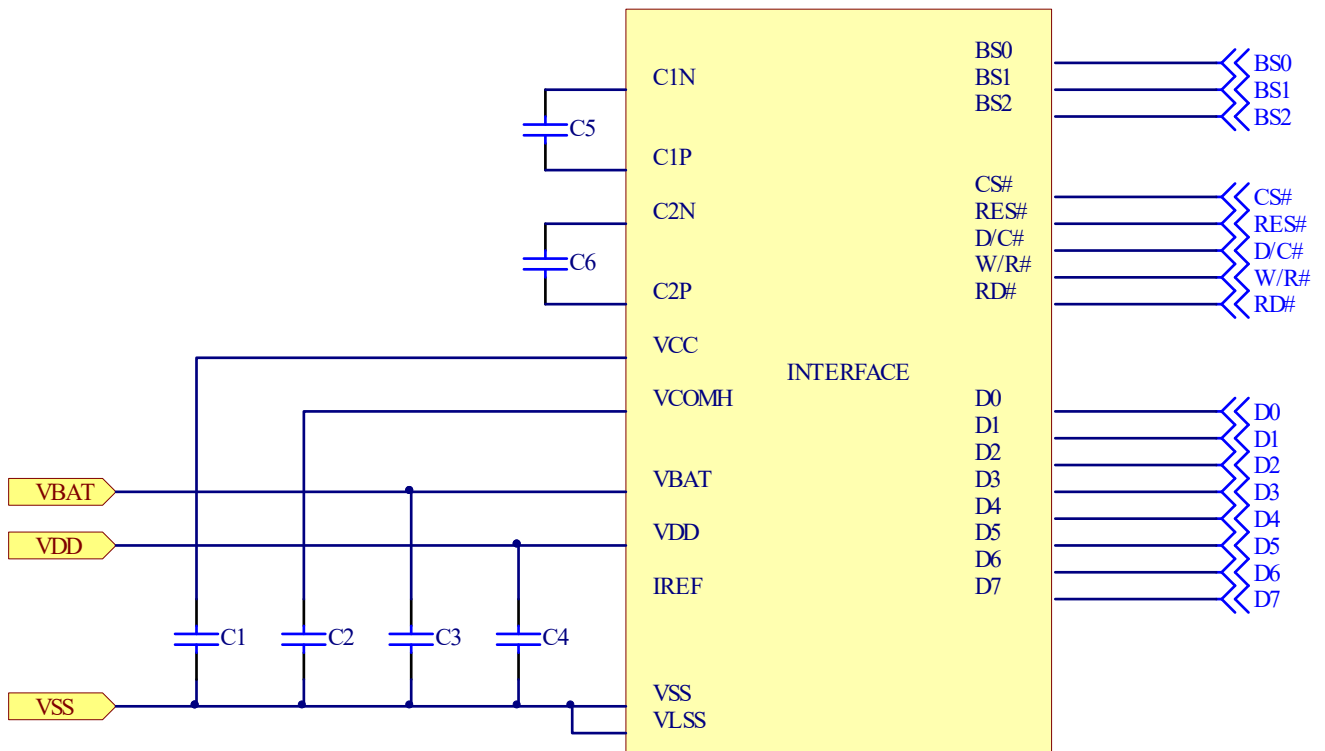 BS0 BS0
C1N BS1 BS1
BS2 BS2
C5
C1P
CS# CS#
C2N RES# RES#
D/C# D/C#
C6 W/R# W/R#
C2P RD# RD#
VCC
INTERFACE
VCOMH D0 D0
D1 D1
D2 D2
VBAT VBAT D3 D3
D4 D4
VDD VDD D5 D5
D6 D6
IREF D7 D7
C1 C2 C3 C4
VSS VSS
VLSS